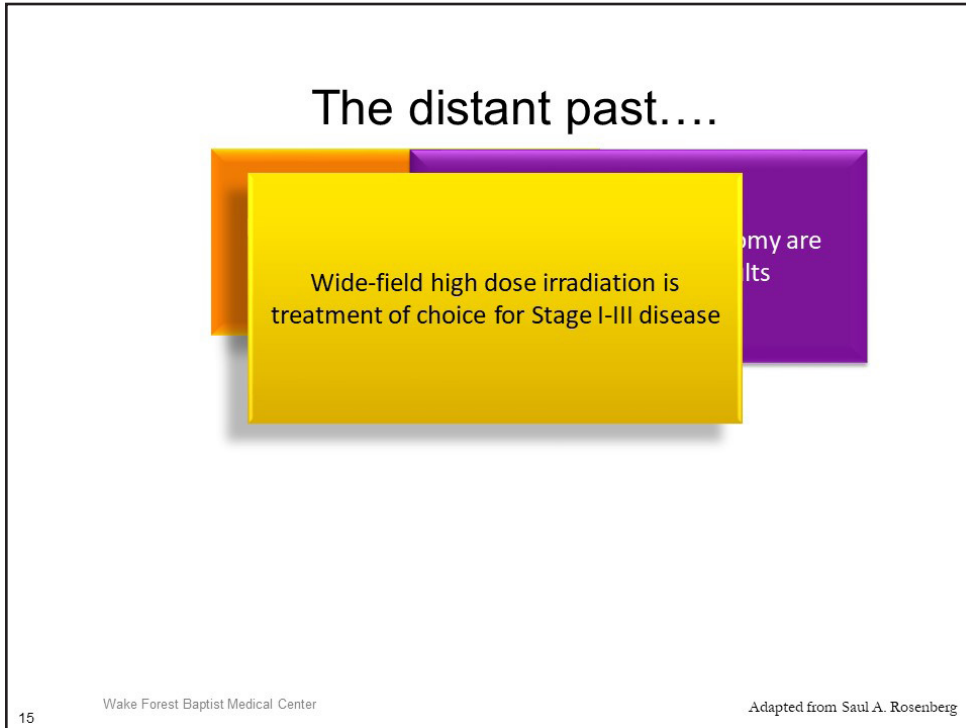 The distant past....
are
Wide-field high dose irradiation is
treatment of choice for Stage I-III disease
15
Wake Forest Baptist Medical Center
Adapted from Saul A. Rosenberg